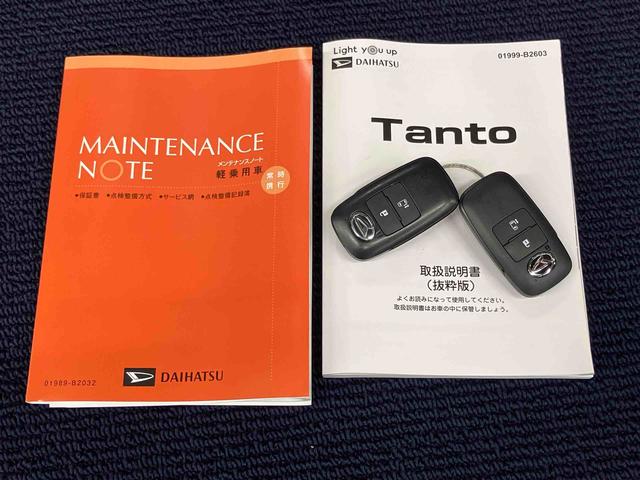 MAINTENANCE
NOTE
メンテナンスノート
軽乗用車
常時
携行
•保証書 •点検整備方式 •サービス網 •点検整備記録簿
01989-B2032
DAIHATSU
Light you up
DAIHATSU
01999-B2603
Tanto
取扱説明書
（抜粋版）
よくお読みになって使用してください。
取扱説明書はお車の中に保管しましょう。